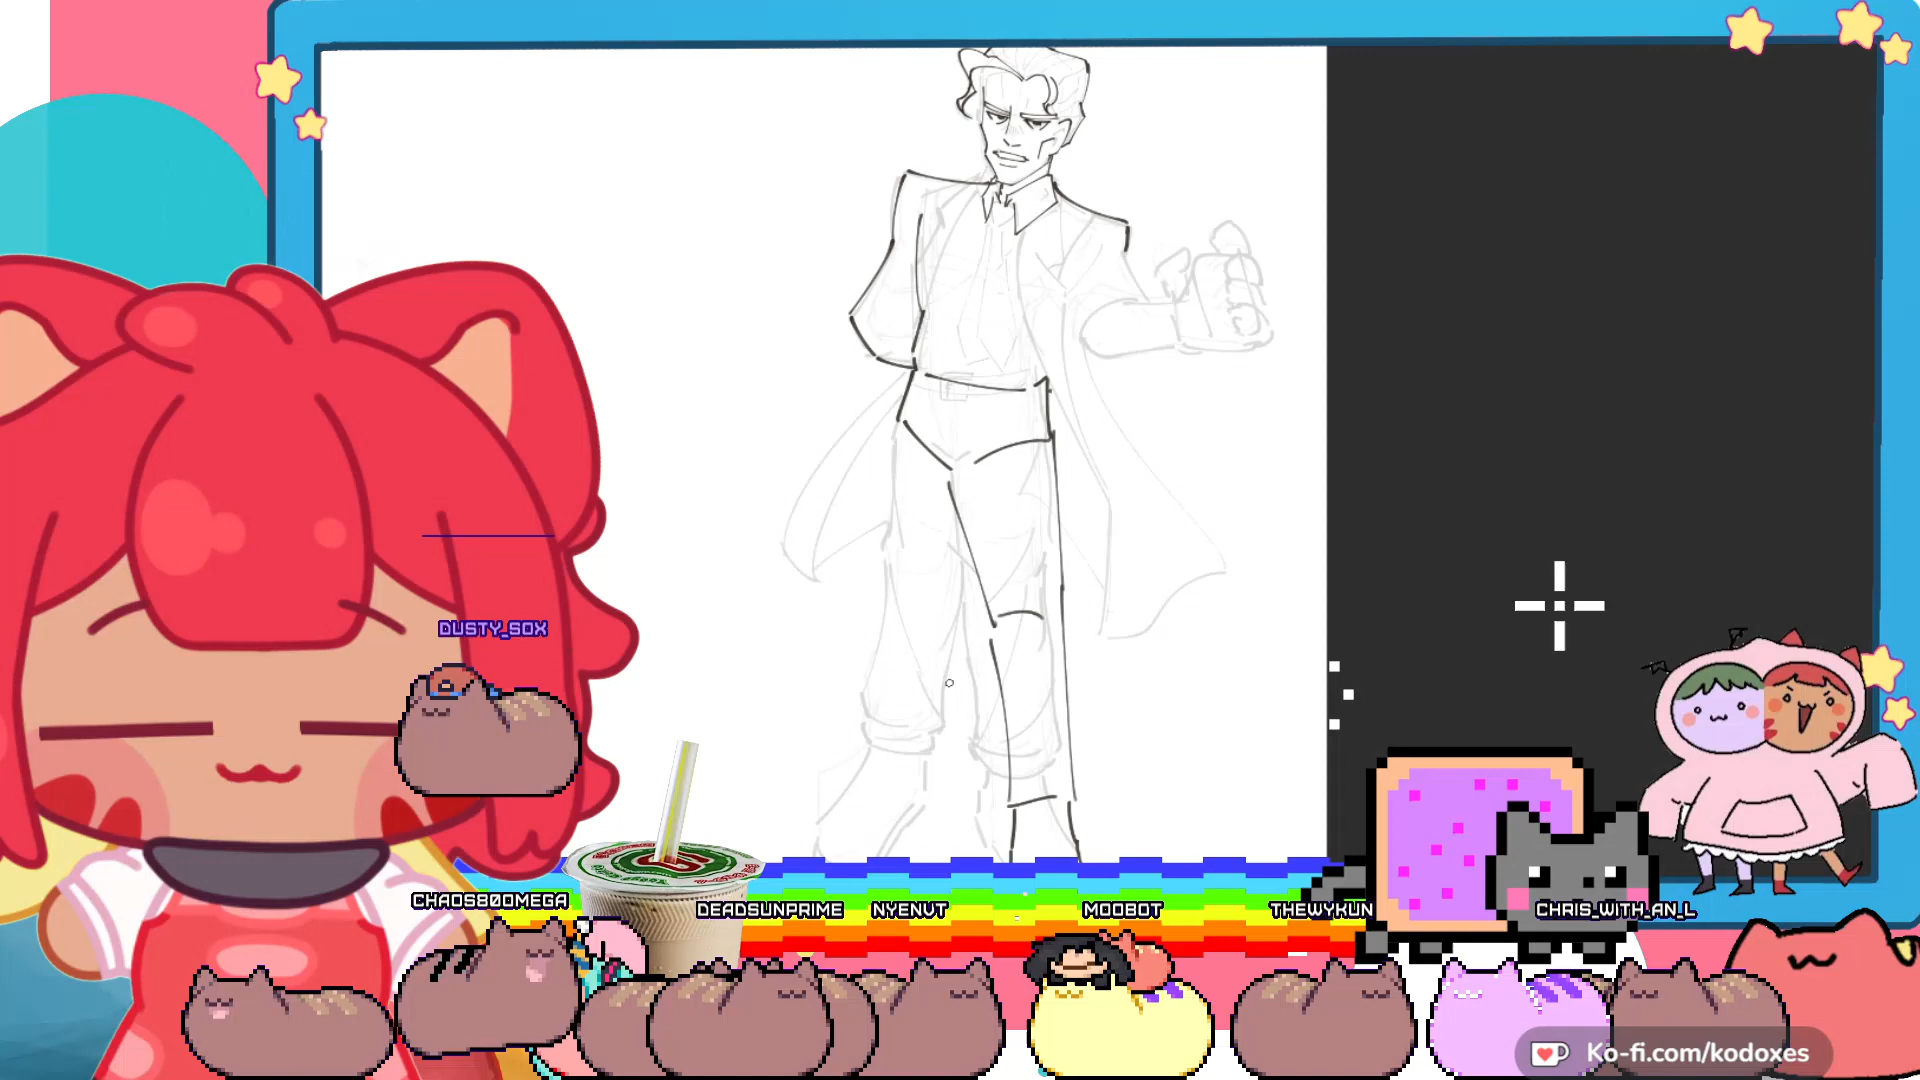 DUSTY_SOX
CHAOS80OMEGA
DEADSUNPRIME
NYENVT
MOOBOT
THEWYKUN
CHRIS_WITH_AN_L
Ko-fi.com/kodoxes